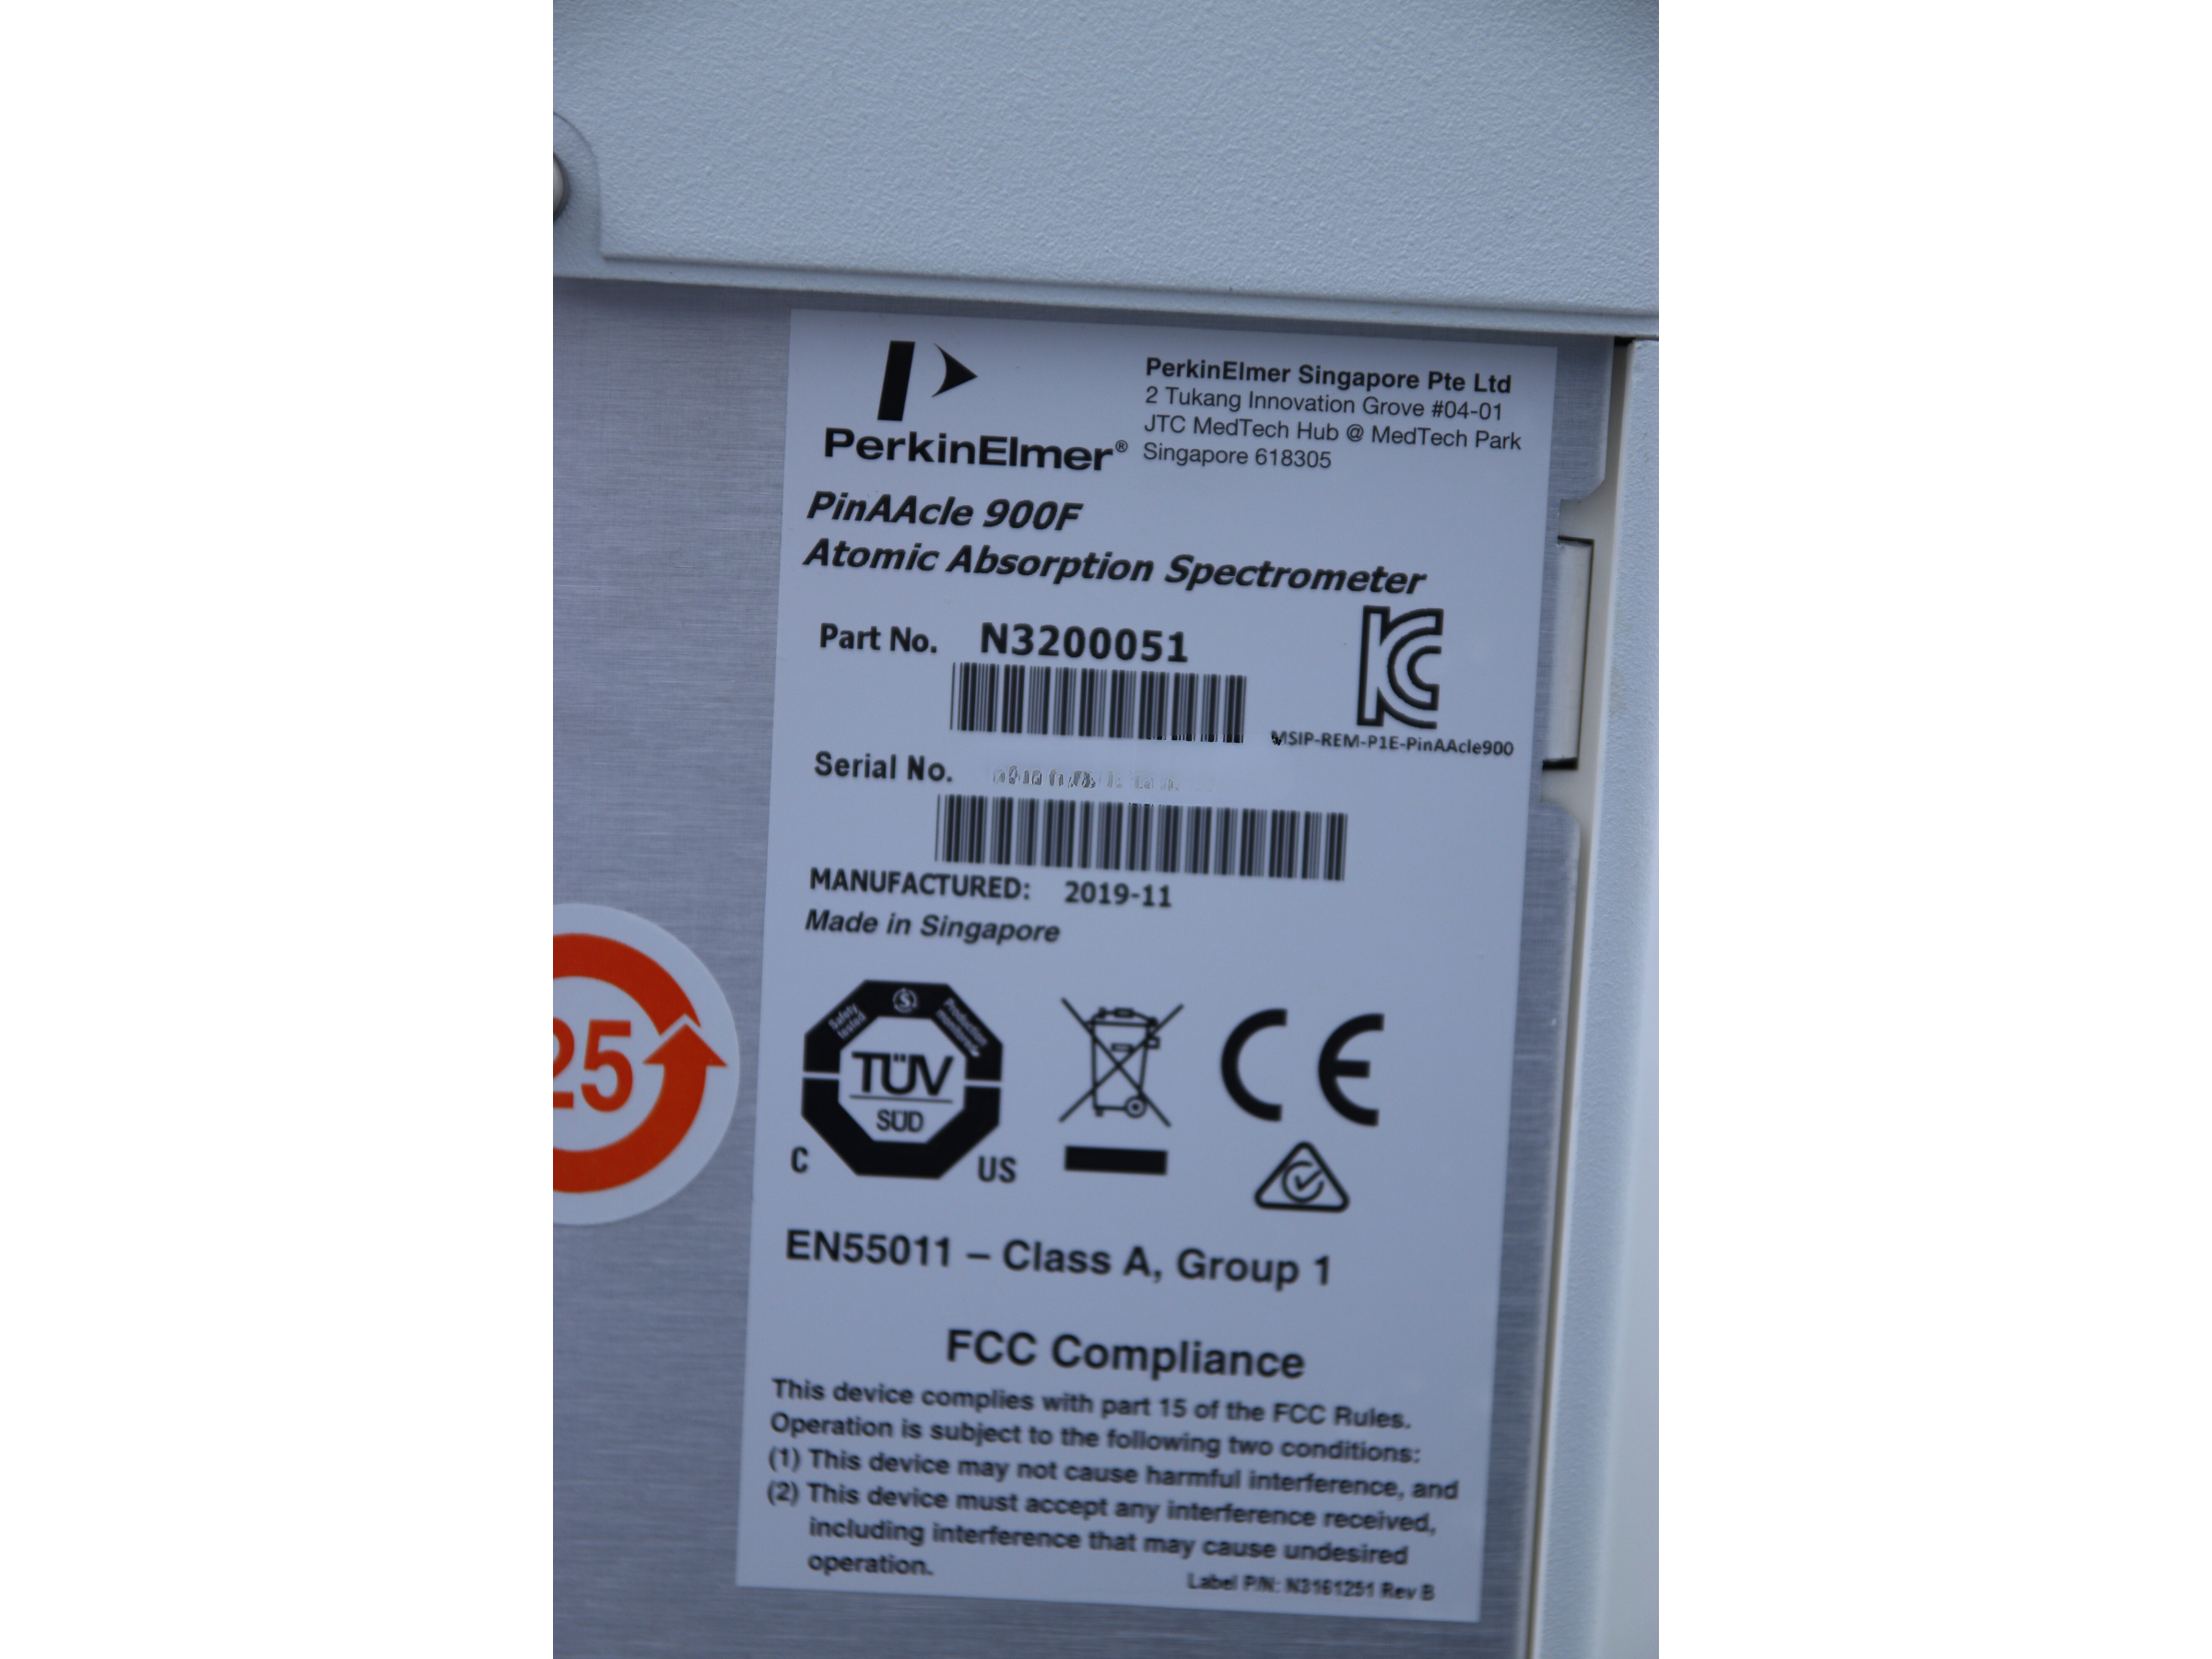 PerkinElmer®
PerkinElmer Singapore Pte Ltd
2 Tukang Innovation Grove #04-01
JTC MedTech Hub @ MedTech Park
Singapore 618305
PinAAcle 900F
Atomic Absorption Spectrometer
Part No. N3200051
MSIP-REM-P1E-PinAAcle900
Serial No.
MANUFACTURED: 2019-11
Made in Singapore
25
Safety tested
S
Production monitored
TÜV
SÜD
C US
CE
EN55011 – Class A, Group 1
FCC Compliance
This device complies with part 15 of the FCC Rules.
Operation is subject to the following two conditions:
(1) This device may not cause harmful interference, and
(2) This device must accept any interference received,
including interference that may cause undesired
operation.
Label P/N: N3161251 Rev B